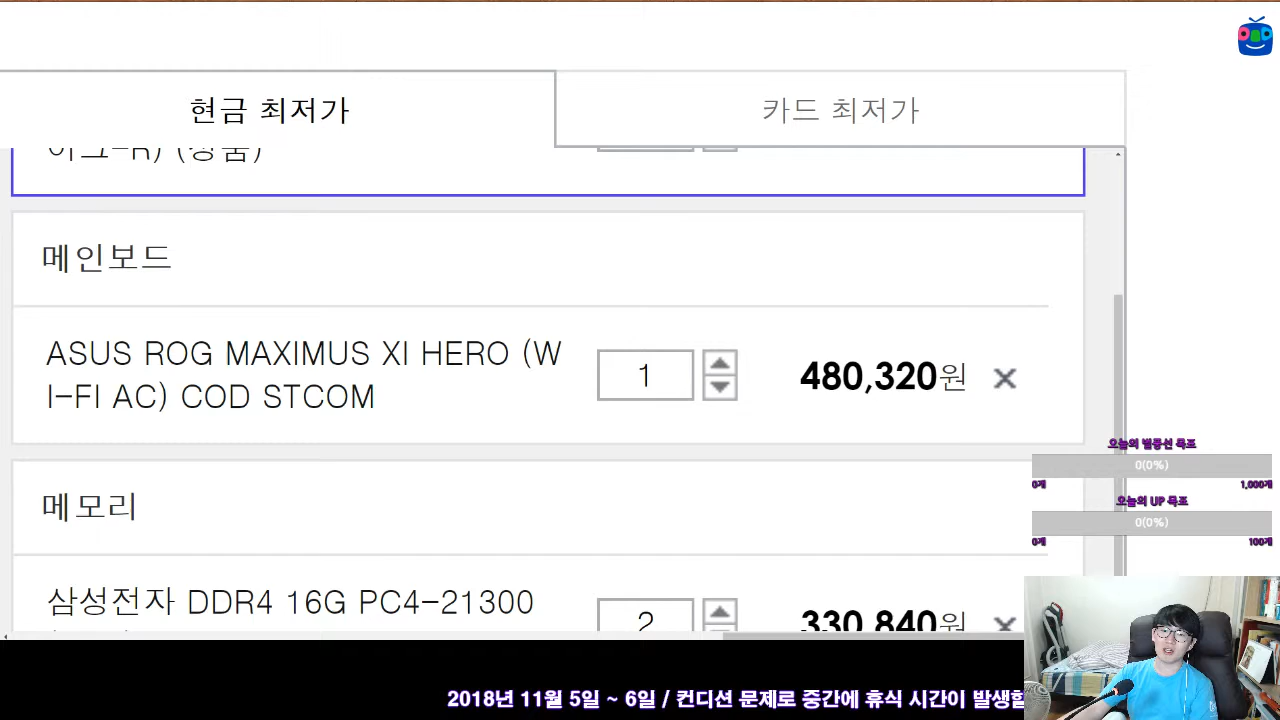 현금 최저가
카드 최저가
메인보드
ASUS ROG MAXIMUS XI HERO (W
I-FI AC) COD STCOM
1
480,320원
오늘의 별풍선 목표
0(0%)
0개
1,000개
오늘의 UP 목표
0(0%)
0개
100개
메모리
삼성전자 DDR4 16G PC4-21300
2
330,840원
2018년 11월 5일 ~ 6일 / 컨디션 문제로 중간에 휴식 시간이